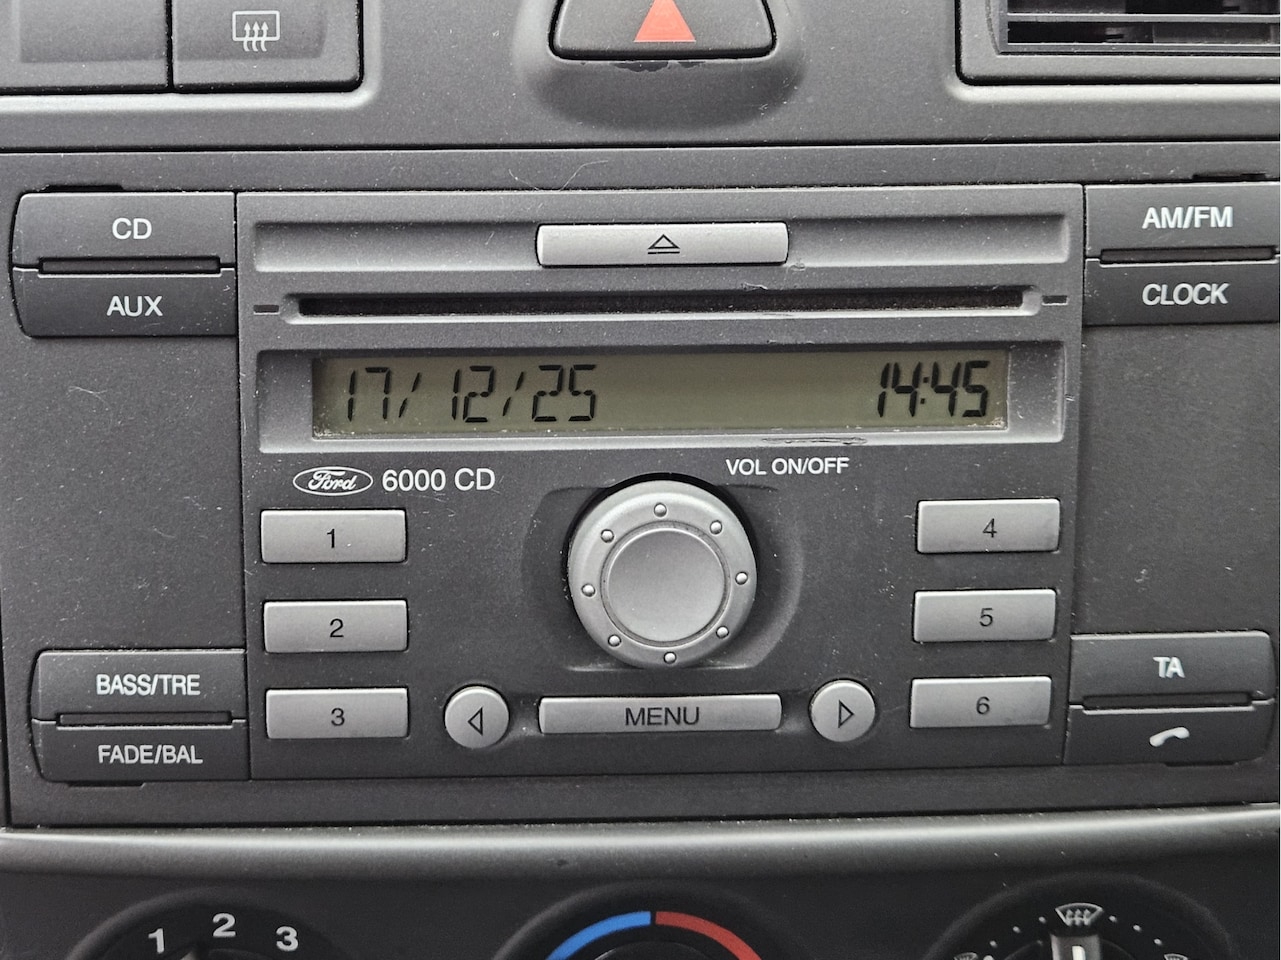 CD
AUX
AM/FM
CLOCK
17/12/25 14:45
Ford 6000 CD
VOL ON/OFF
1
2
3
4
5
6
BASS/TRE
FADE/BAL
MENU
TA
1 2 3